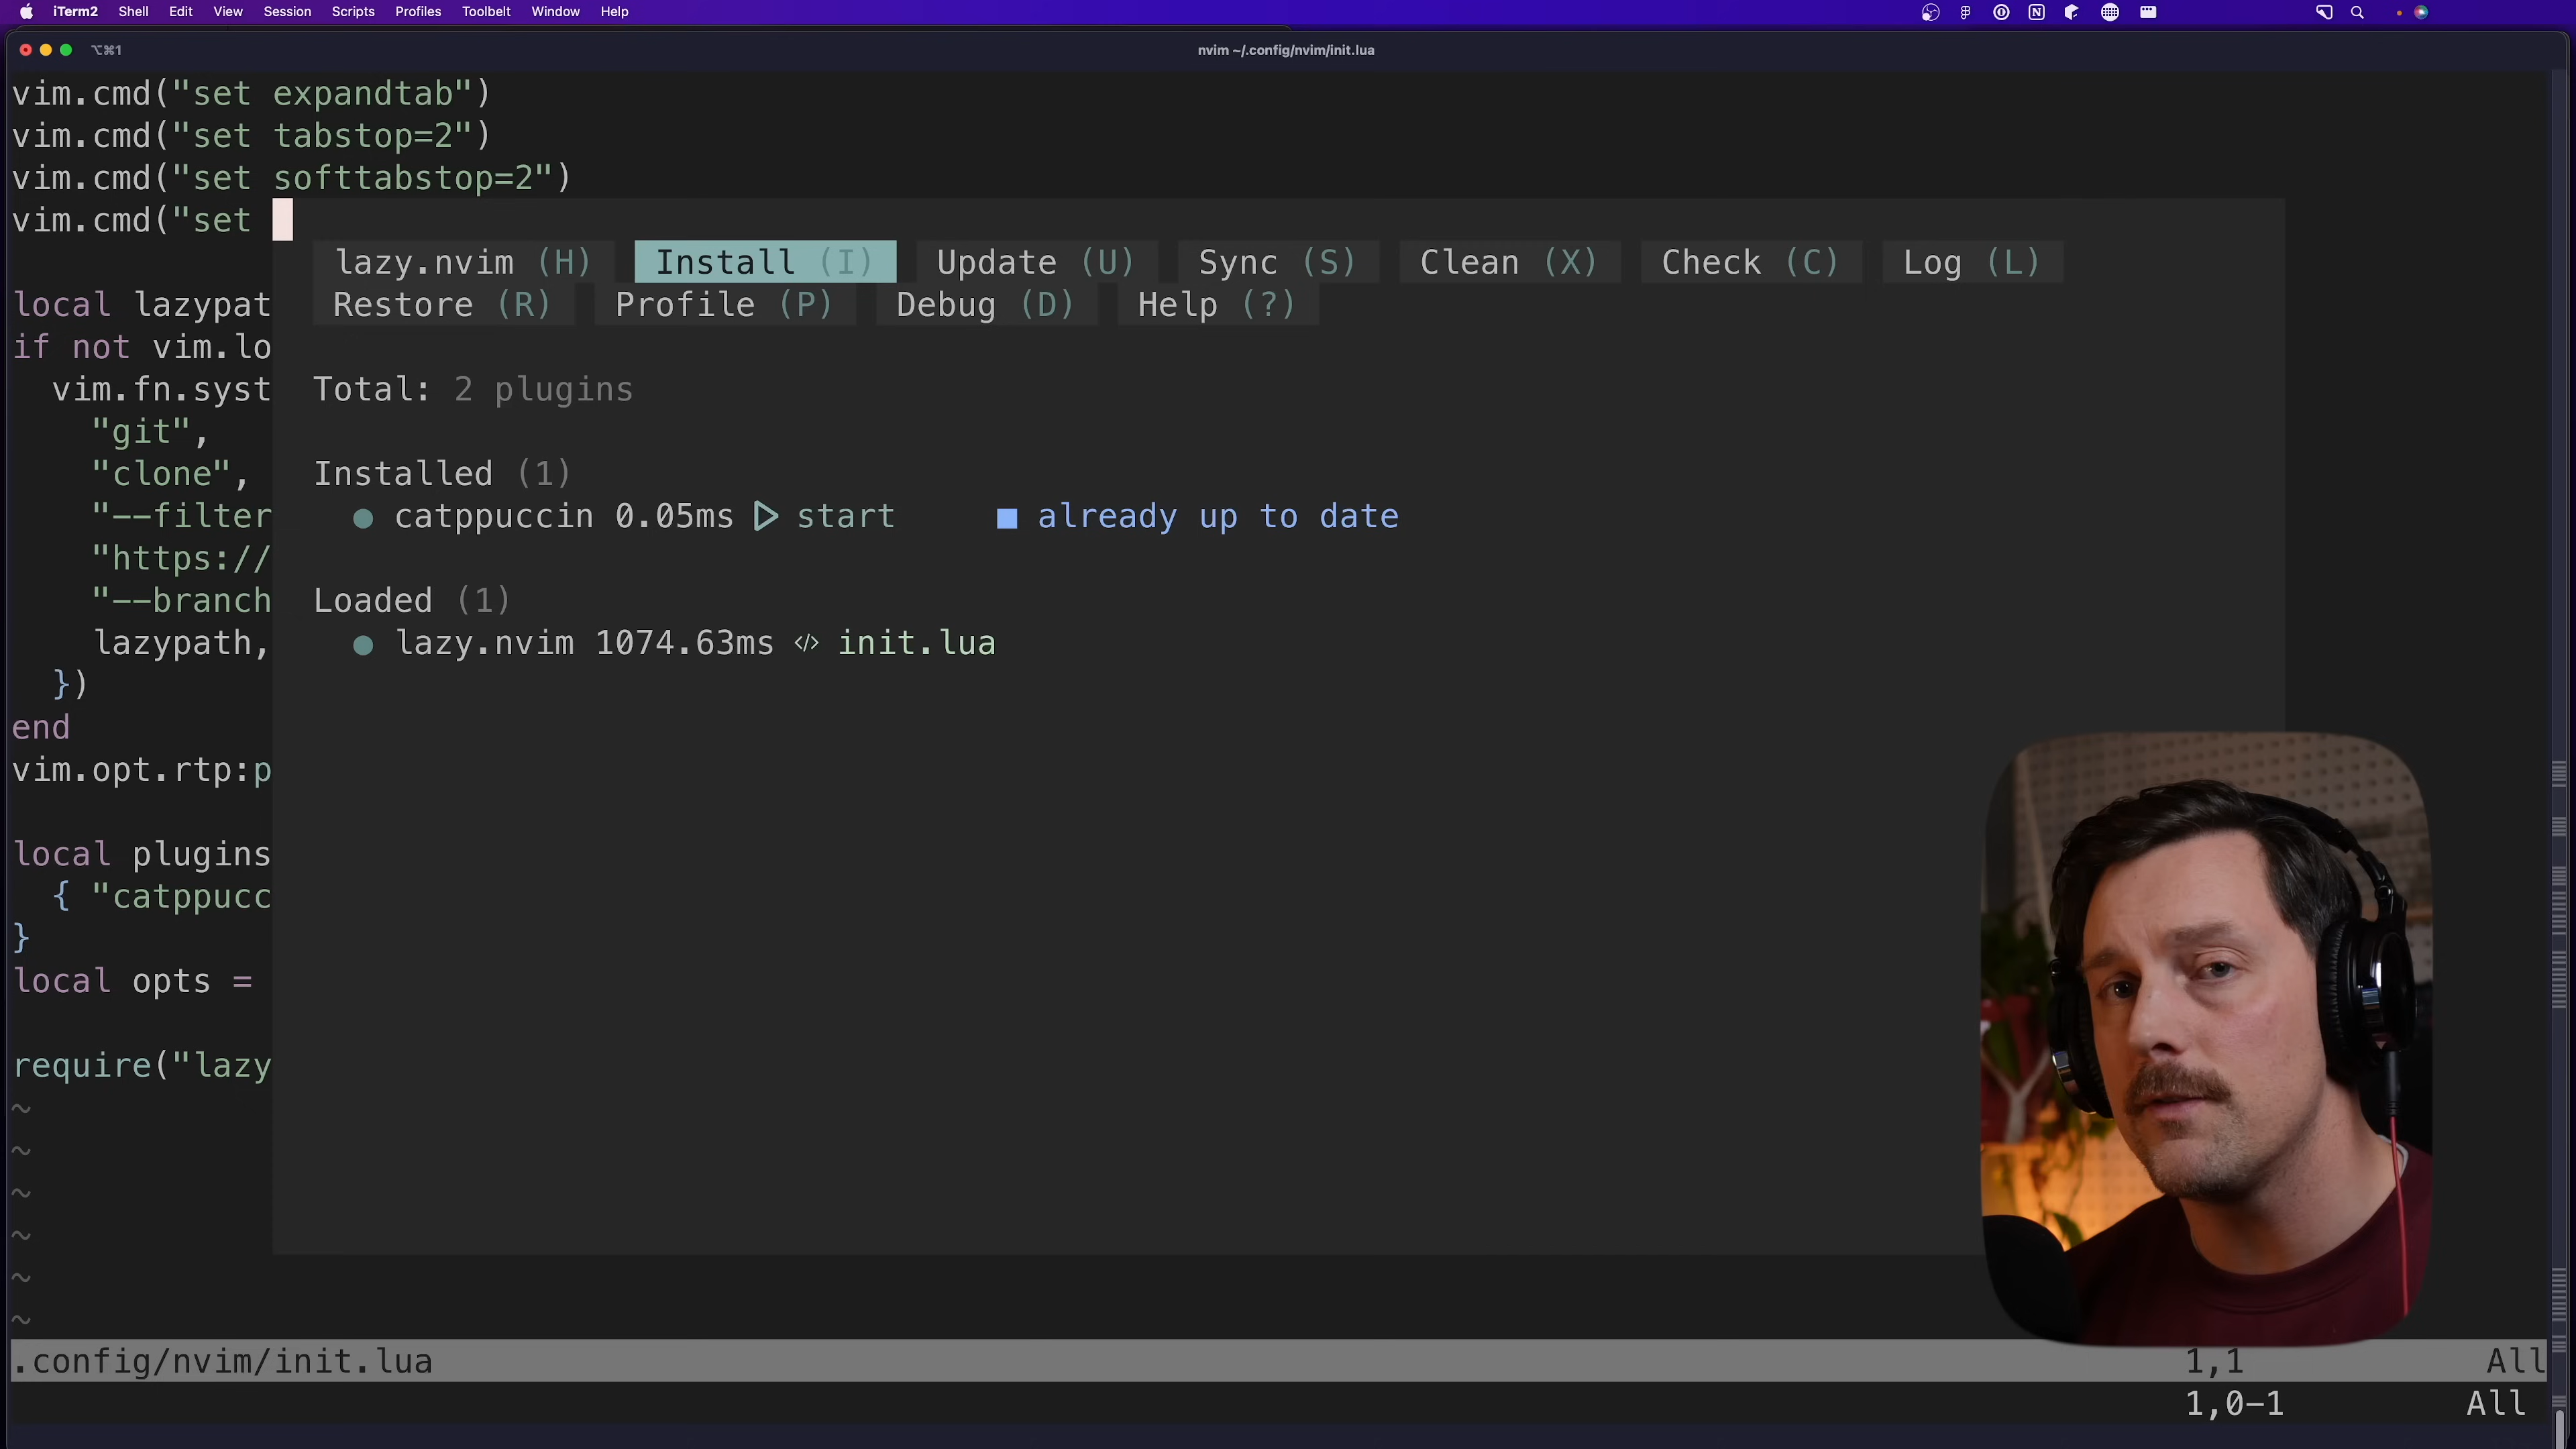 iTerm2 Shell Edit View Session Scripts Profiles Toolbelt Window Help
⌥⌘1 nvim ~/.config/nvim/init.lua
vim.cmd("set expandtab")
vim.cmd("set tabstop=2")
vim.cmd("set softtabstop=2")
vim.cmd("set
lazy.nvim (H) Install (I) Update (U) Sync (S) Clean (X) Check (C) Log (L)
local lazypat Restore (R) Profile (P) Debug (D) Help (?)
if not vim.lo
vim.fn.syst Total: 2 plugins
"git",
"clone", Installed (1)
"--filter ● catppuccin 0.05ms ▷ start ■ already up to date
"https://
"--branch Loaded (1)
lazypath, ● lazy.nvim 1074.63ms </> init.lua
})
end
vim.opt.rtp:p
local plugins
{ "catppucc
}
local opts =
require("lazy
~
~
~
~
~
~
.config/nvim/init.lua 1,1 All
1,0-1 All